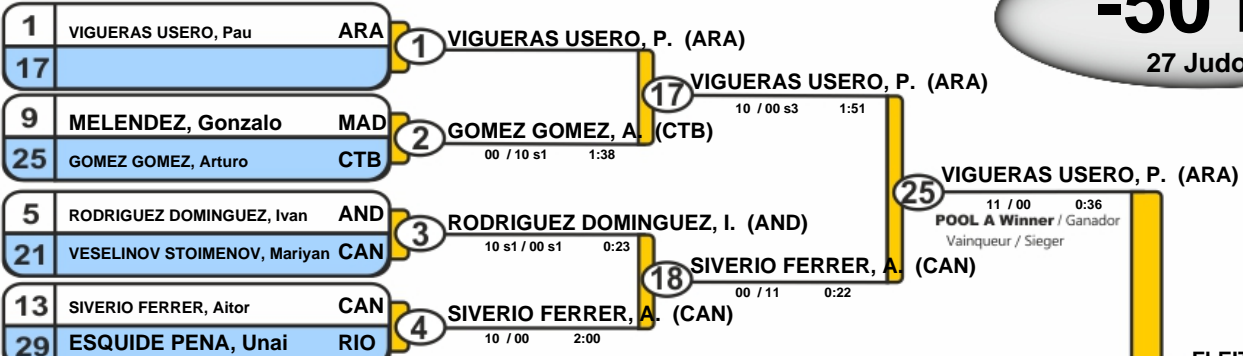 1 VIGUERAS USERO, Pau ARA
17
9 MELENDEZ, Gonzalo MAD
25 GOMEZ GOMEZ, Arturo CTB
5 RODRIGUEZ DOMINGUEZ, Ivan AND
21 VESELINOV STOIMENOV, Mariyan CAN
13 SIVERIO FERRER, Aitor CAN
29 ESQUIDE PENA, Unai RIO
1 VIGUERAS USERO, P. (ARA)
2 GOMEZ GOMEZ, A. (CTB)
00 / 10 s1 1:38
3 RODRIGUEZ DOMINGUEZ, I. (AND)
10 s1 / 00 s1 0:23
4 SIVERIO FERRER, A. (CAN)
10 / 00 2:00
17 VIGUERAS USERO, P. (ARA)
10 / 00 s3 1:51
18 SIVERIO FERRER, A. (CAN)
00 / 11 0:22
25 VIGUERAS USERO, P. (ARA)
11 / 00 0:36
POOL A Winner / Ganador
Vainqueur / Sieger
-50
27 Judo